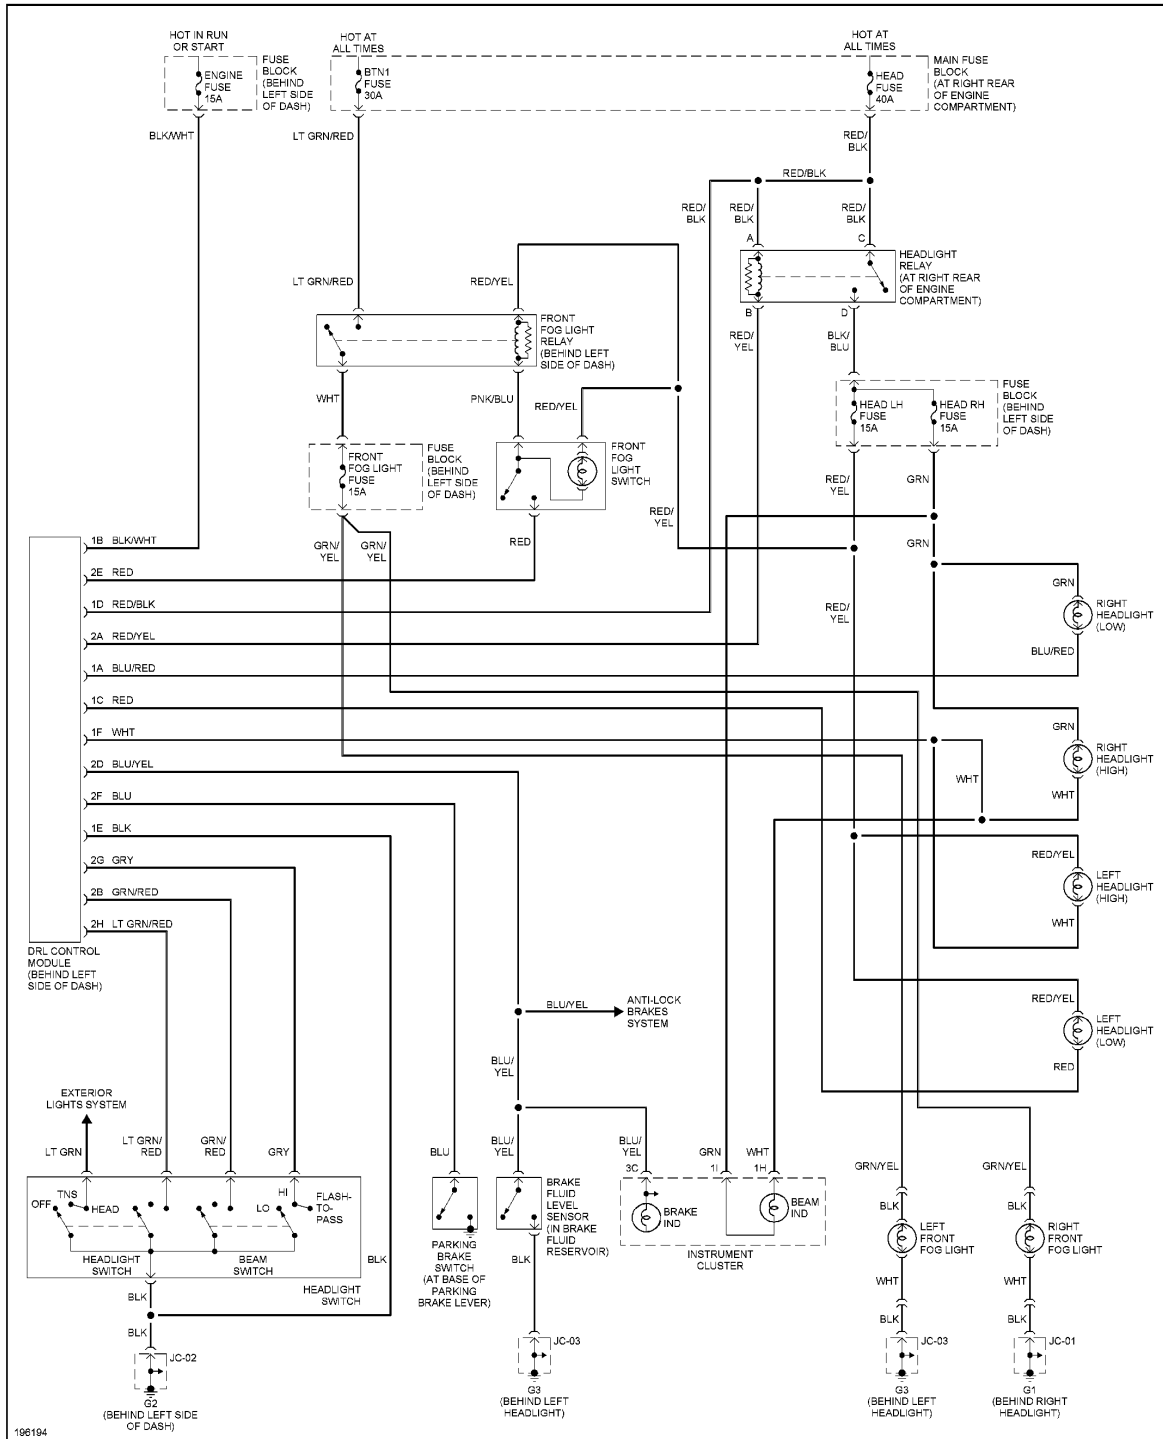 HOT IN RUN
OR START
HOT AT
ALL TIMES
HOT AT
ALL TIMES
ENGINE
FUSE
15A
FUSE
BLOCK
(BEHIND
LEFT SIDE
OF DASH)
BTN1
FUSE
30A
HEAD
FUSE
40A
MAIN FUSE
BLOCK
(AT RIGHT REAR
OF ENGINE
COMPARTMENT)
BLK/WHT
LT GRN/RED
RED/
BLK
RED/BLK
RED/
BLK
RED/
BLK
RED/
BLK
A
C
HEADLIGHT
RELAY
(AT RIGHT REAR
OF ENGINE
COMPARTMENT)
LT GRN/RED
RED/YEL
B
D
FRONT
FOG LIGHT
RELAY
(BEHIND LEFT
SIDE OF DASH)
RED/
YEL
BLK/
BLU
WHT
PNK/BLU
RED/YEL
HEAD LH
FUSE
15A
HEAD RH
FUSE
15A
FUSE
BLOCK
(BEHIND
LEFT SIDE
OF DASH)
FRONT
FOG LIGHT
FUSE
15A
FUSE
BLOCK
(BEHIND
LEFT SIDE
OF DASH)
FRONT
FOG
LIGHT
SWITCH
RED/
YEL
GRN
RED/
YEL
GRN/
YEL
GRN/
YEL
RED
GRN
1B BLK/WHT
2E RED
1D RED/BLK
2A RED/YEL
1A BLU/RED
1C RED
1F WHT
2D BLU/YEL
2F BLU
1E BLK
2G GRY
2B GRN/RED
2H LT GRN/RED
DRL CONTROL
MODULE
(BEHIND LEFT
SIDE OF DASH)
RED/
YEL
GRN
RIGHT
HEADLIGHT
(LOW)
BLU/RED
GRN
RIGHT
HEADLIGHT
(HIGH)
WHT
WHT
RED/YEL
LEFT
HEADLIGHT
(HIGH)
WHT
RED/YEL
LEFT
HEADLIGHT
(LOW)
RED
BLU/YEL
ANTI-LOCK
BRAKES
SYSTEM
BLU/
YEL
EXTERIOR
LIGHTS SYSTEM
LT GRN
LT GRN/
RED
GRN/
RED
GRY
BLU
BLU/
YEL
BLU/
YEL
3C
GRN
1I
WHT
1H
GRN/YEL
GRN/YEL
OFF
TNS
HEAD
LO
HI
FLASH-
TO-
PASS
HEADLIGHT
SWITCH
BEAM
SWITCH
BLK
HEADLIGHT
SWITCH
PARKING
BRAKE
SWITCH
(AT BASE OF
PARKING
BRAKE LEVER)
BRAKE
FLUID
LEVEL
SENSOR
(IN BRAKE
FLUID
RESERVOIR)
BLK
BRAKE
IND
BEAM
IND
INSTRUMENT
CLUSTER
BLK
LEFT
FRONT
FOG LIGHT
WHT
BLK
BLK
RIGHT
FRONT
FOG LIGHT
WHT
BLK
BLK
BLK
JC-02
G2
(BEHIND LEFT SIDE
OF DASH)
JC-03
G3
(BEHIND LEFT
HEADLIGHT)
JC-03
G3
(BEHIND LEFT
HEADLIGHT)
JC-01
G1
(BEHIND RIGHT
HEADLIGHT)
196194